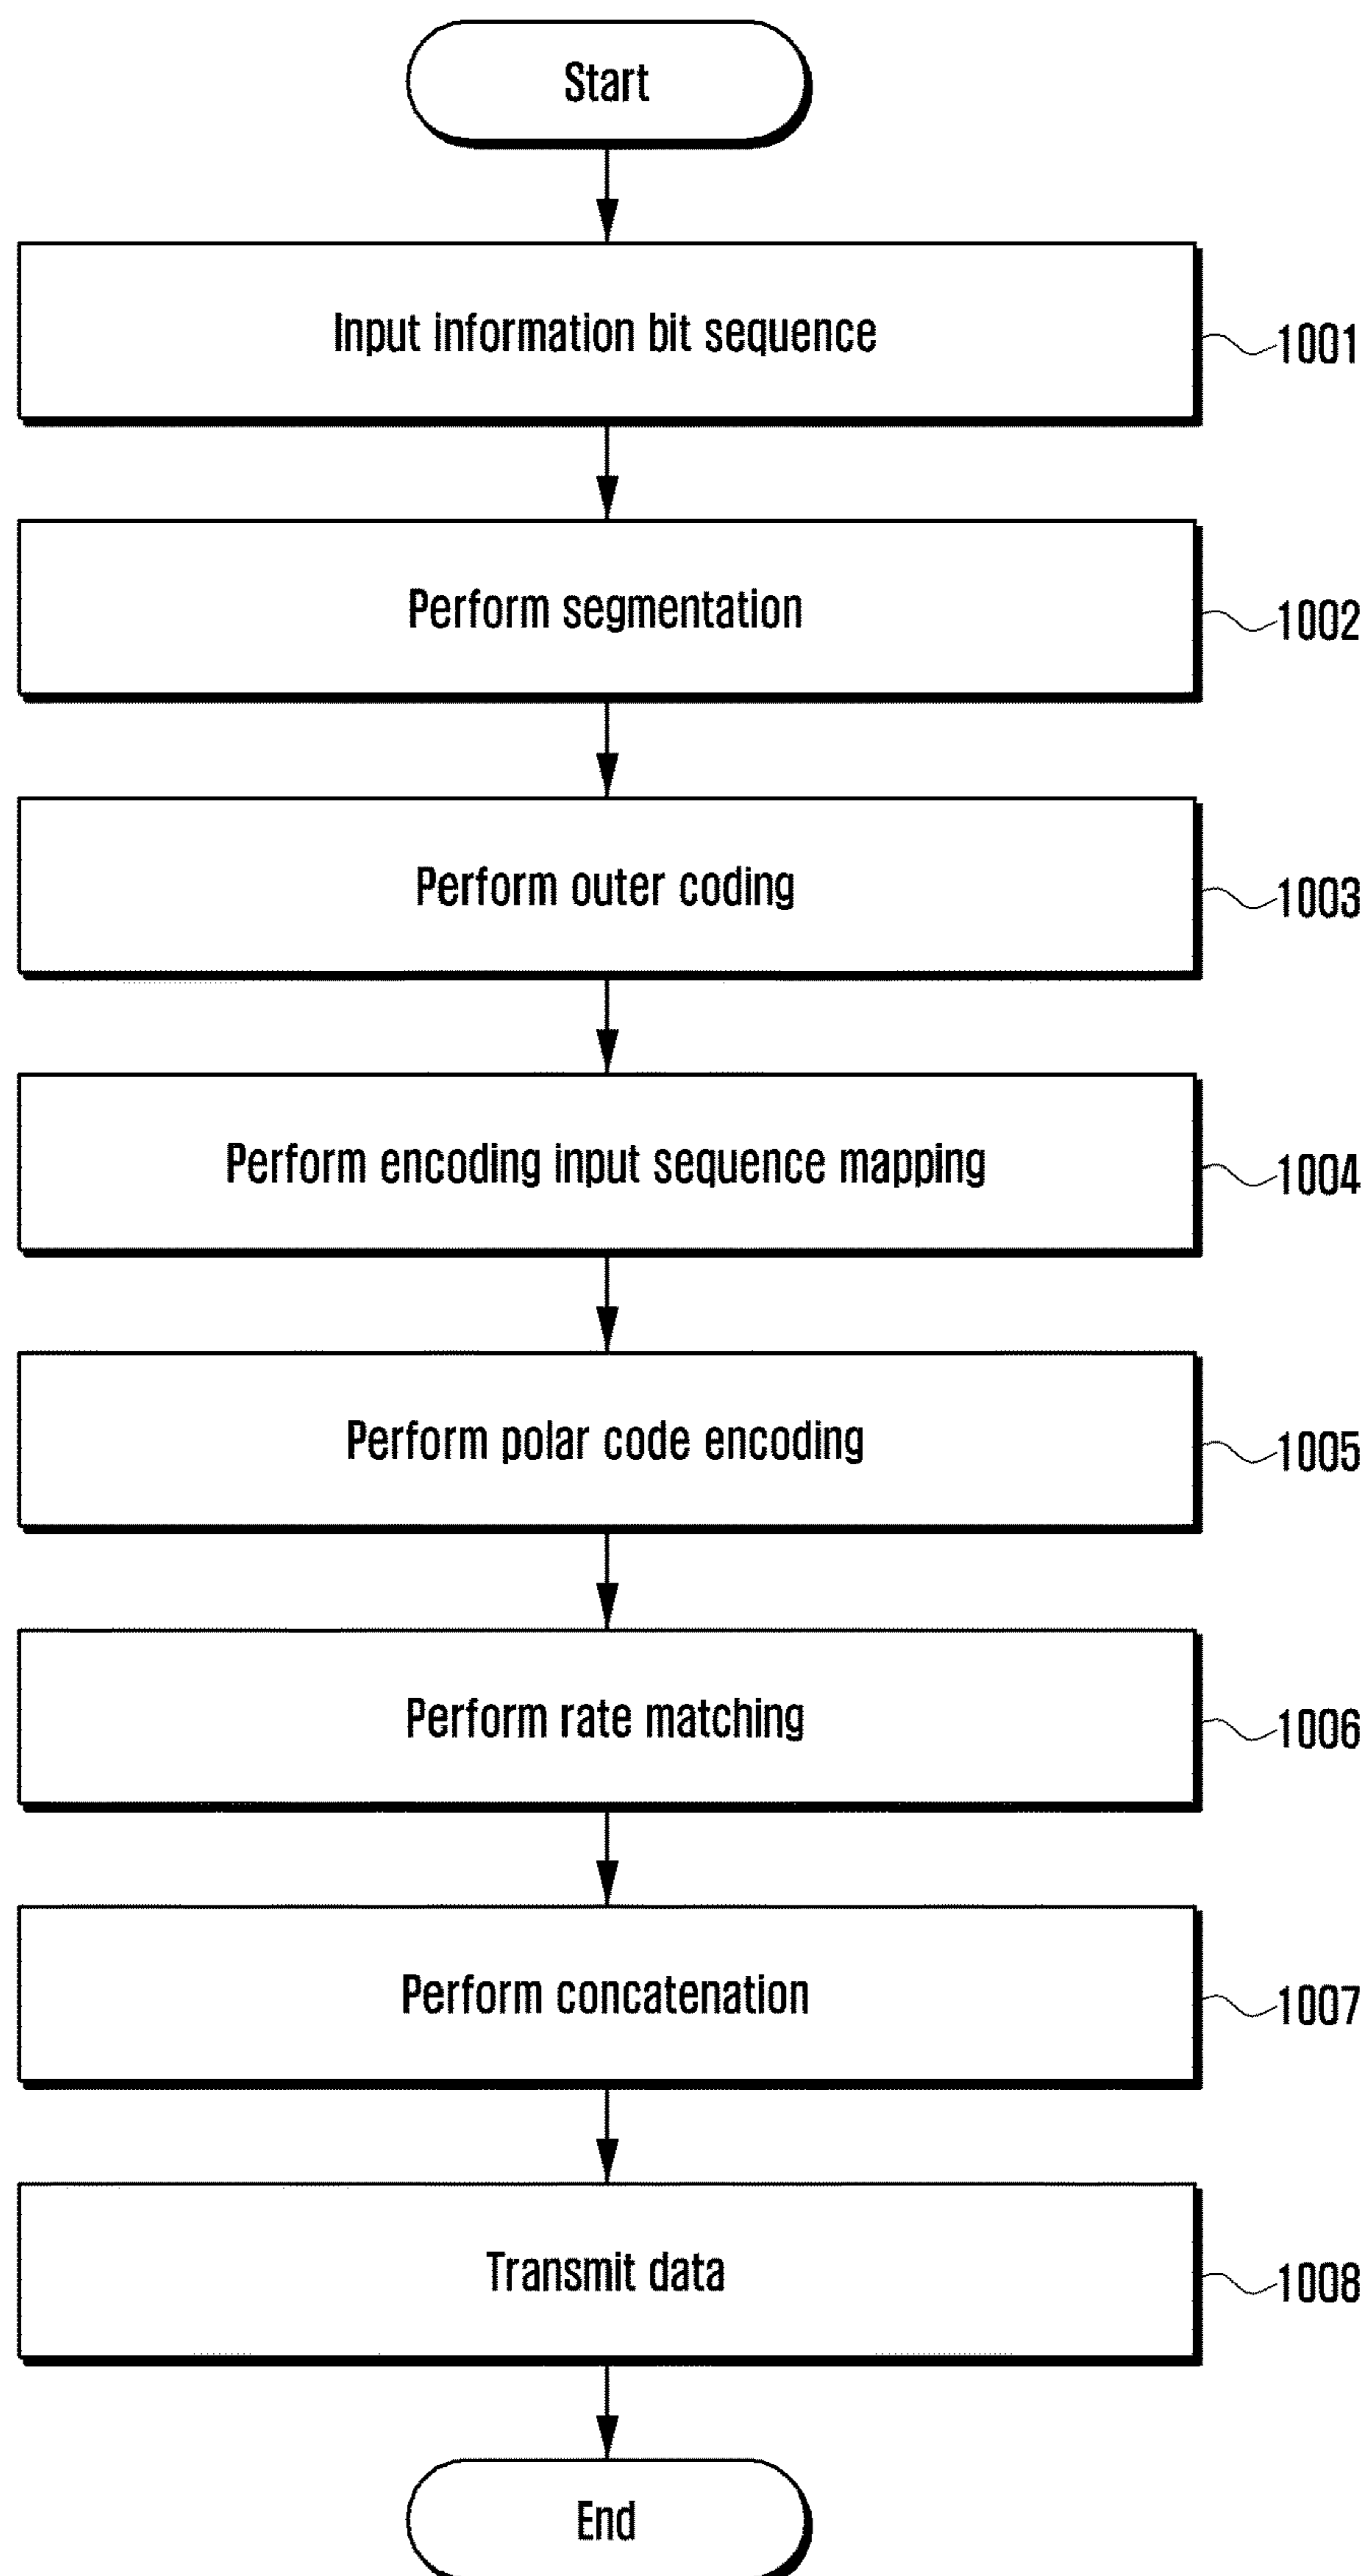 Start
Input information bit sequence
1001
Perform segmentation
1002
Perform outer coding
1003
Perform encoding input sequence mapping
1004
Perform polar code encoding
1005
Perform rate matching
1006
Perform concatenation
1007
Transmit data
1008
End